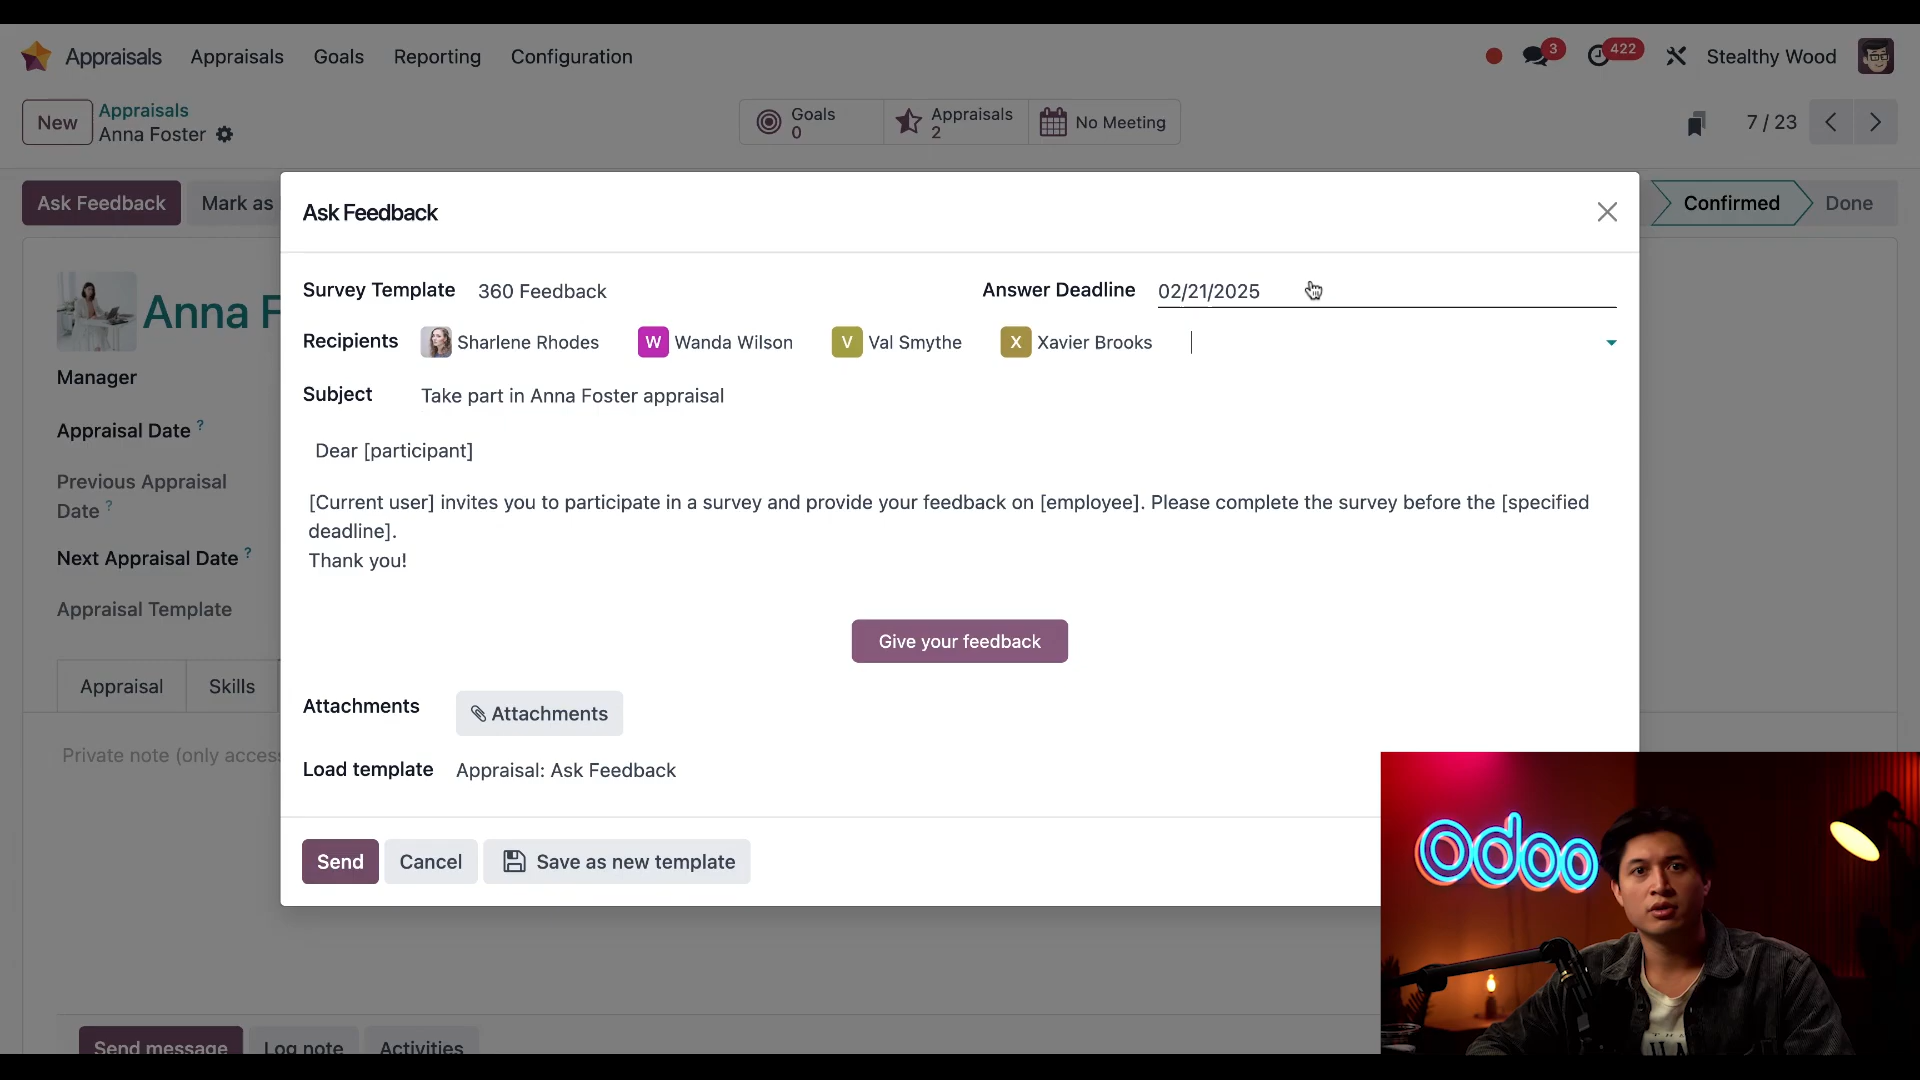 Appraisals Appraisals Goals Reporting Configuration 3 422 Stealthy Wood
New Appraisals
Anna Foster
Goals
0
Appraisals
2
No Meeting
7 / 23
Ask Feedback Mark as Confirmed Done
Ask Feedback
Anna F
Manager
Appraisal Date ?
Previous Appraisal
Date ?
Next Appraisal Date ?
Appraisal Template
Appraisal Skills
Private note (only access
Survey Template 360 Feedback Answer Deadline 02/21/2025
Recipients Sharlene Rhodes W Wanda Wilson V Val Smythe X Xavier Brooks
Subject Take part in Anna Foster appraisal
Dear [participant]
[Current user] invites you to participate in a survey and provide your feedback on [employee]. Please complete the survey before the [specified
deadline].
Thank you!
Give your feedback
Attachments Attachments
Load template Appraisal: Ask Feedback
Send Cancel Save as new template
Send message Log note Activities
odoo